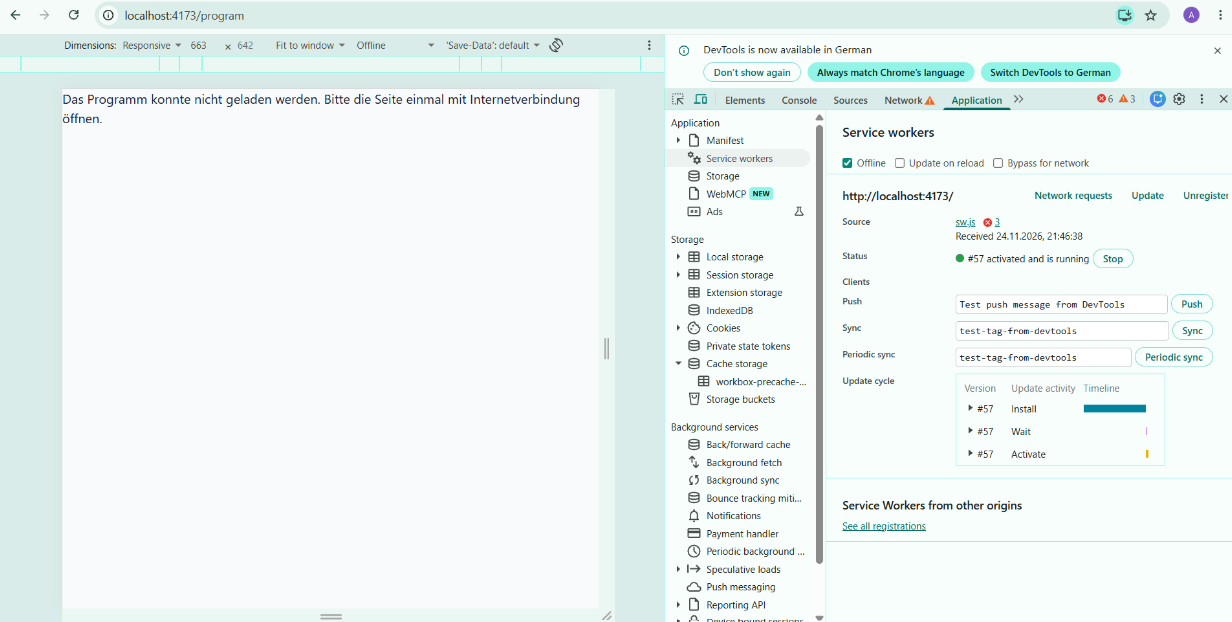 localhost:4173/program
A
Dimensions: Responsive 663 x 642 Fit to window Offline 'Save-Data': default
Das Programm konnte nicht geladen werden. Bitte die Seite einmal mit Internetverbindung
öffnen.
DevTools is now available in German
Don't show again Always match Chrome's language Switch DevTools to German
Elements Console Sources Network Application 6 3
Application
Manifest
Service workers
Storage
WebMCP NEW
Ads
Storage
Local storage
Session storage
Extension storage
IndexedDB
Cookies
Private state tokens
Cache storage
workbox-precache-...
Storage buckets
Background services
Back/forward cache
Background fetch
Background sync
Bounce tracking miti...
Notifications
Payment handler
Periodic background ...
Speculative loads
Push messaging
Reporting API
Device bound sessions
Service workers
Offline Update on reload Bypass for network
http://localhost:4173/ Network requests Update Unregister
Source sw.js 3
Received 24.11.2026, 21:46:38
Status #57 activated and is running Stop
Clients
Push Test push message from DevTools Push
Sync test-tag-from-devtools Sync
Periodic sync test-tag-from-devtools Periodic sync
Update cycle Version Update activity Timeline
#57 Install
#57 Wait
#57 Activate
Service Workers from other origins
See all registrations